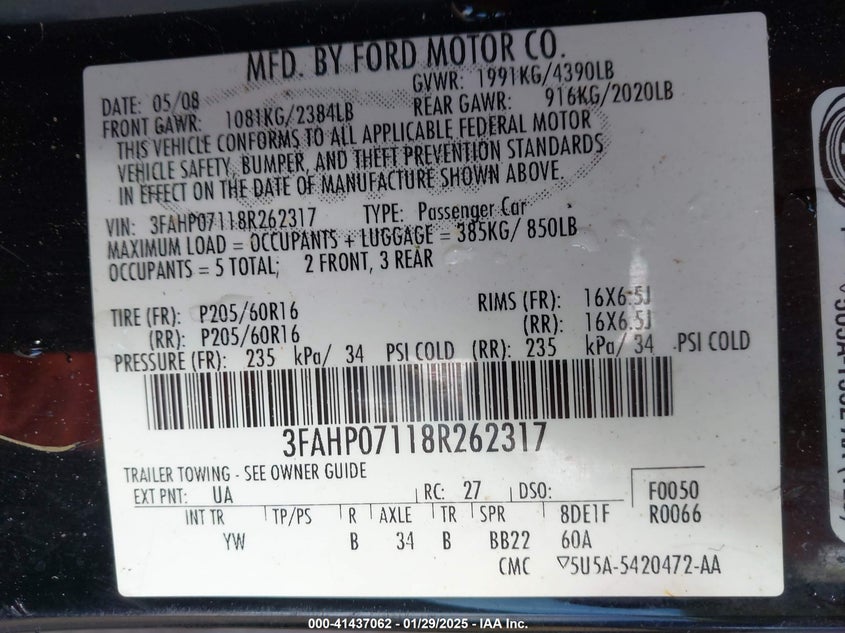 MFD. BY FORD MOTOR CO.
DATE: 05/08 GVWR: 1991KG/4390LB
FRONT GAWR: 1081KG/2384LB REAR GAWR: 916KG/2020LB
THIS VEHICLE CONFORMS TO ALL APPLICABLE FEDERAL MOTOR
VEHICLE SAFETY, BUMPER, AND THEFT PREVENTION STANDARDS
IN EFFECT ON THE DATE OF MANUFACTURE SHOWN ABOVE.
VIN: 3FAHP07118R262317 TYPE: Passenger Car
MAXIMUM LOAD = OCCUPANTS + LUGGAGE = 385KG/ 850LB
OCCUPANTS = 5 TOTAL; 2 FRONT, 3 REAR
TIRE (FR): P205/60R16 RIMS (FR): 16X6.5J
(RR): P205/60R16 (RR): 16X6.5J
PRESSURE (FR): 235 kPa/ 34 PSI COLD (RR): 235 kPa/ 34 PSI COLD
3FAHP07118R262317
TRAILER TOWING - SEE OWNER GUIDE
EXT PNT: UA RC: 27 DSO: F0050
INT TR TP/PS R AXLE TR SPR 8DE1F R0066
YW B 34 B BB22 60A
CMC ▽5U5A-5420472-AA
000-41437062 - 01/29/2025 - IAA Inc.